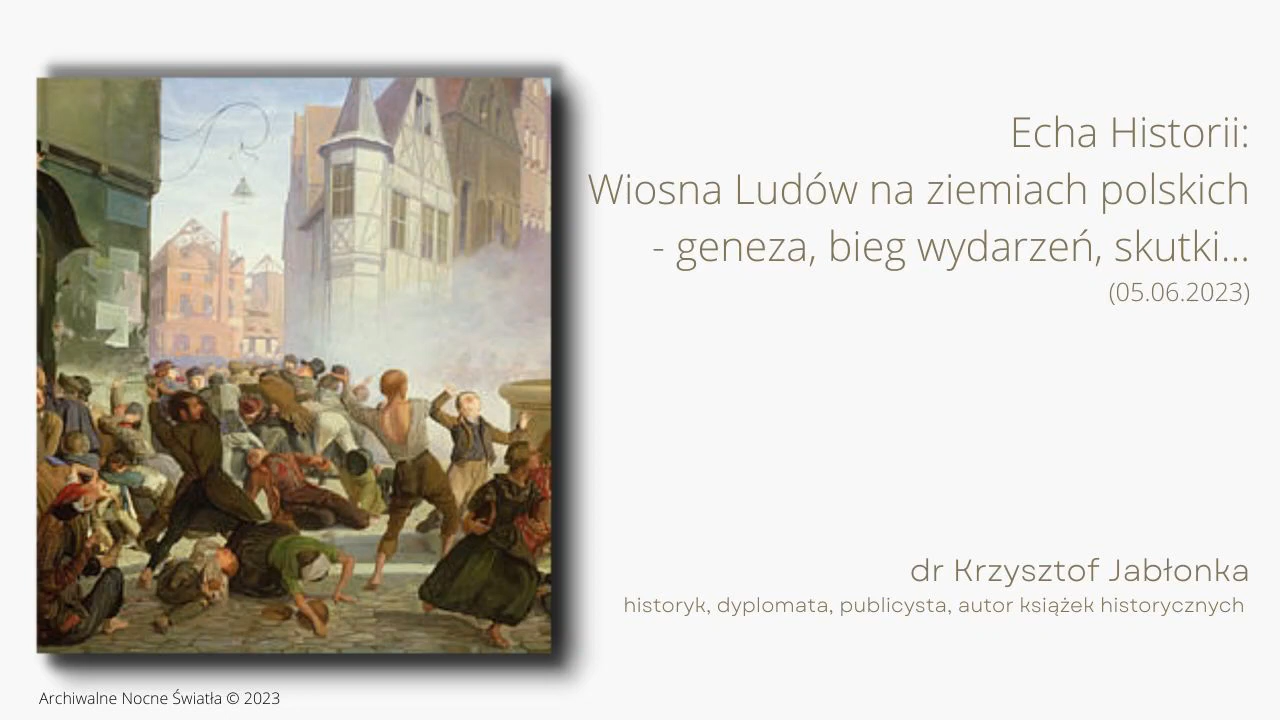 Echa Historii:
Wiosna Ludów na ziemiach polskich
- geneza, bieg wydarzeń, skutki...
(05.06.2023)
dr Krzysztof Jabłonka
historyk, dyplomata, publicysta, autor książek historycznych
Archiwalne Nocne Światła © 2023